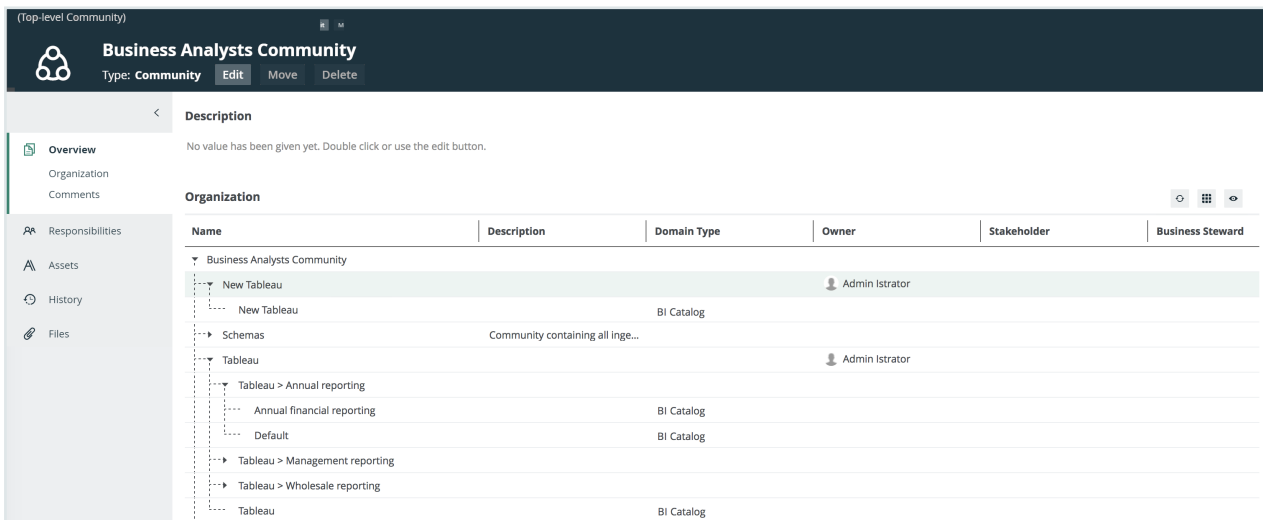 (Top-level Community)
M
Business Analysts Community
Type: Community Edit Move Delete
Description
No value has been given yet. Double click or use the edit button.
Overview
Organization
Comments
Responsibilities
Assets
History
Files
Organization
Name Description Domain Type Owner Stakeholder Business Steward
Business Analysts Community
New Tableau Admin Istrator
New Tableau BI Catalog
Schemas Community containing all inge...
Tableau Admin Istrator
Tableau > Annual reporting
Annual financial reporting BI Catalog
Default BI Catalog
Tableau > Management reporting
Tableau > Wholesale reporting
Tableau BI Catalog